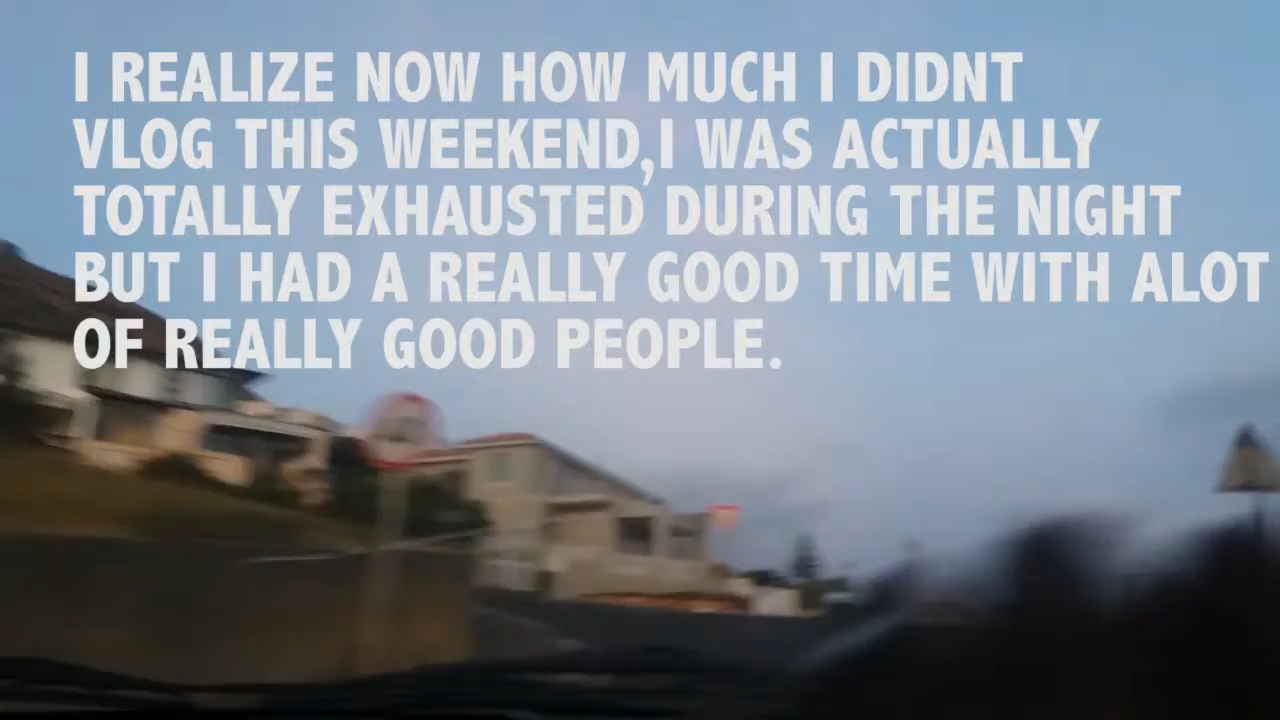 I REALIZE NOW HOW MUCH I DIDNT
VLOG THIS WEEKEND,I WAS ACTUALLY
TOTALLY EXHAUSTED DURING THE NIGHT
BUT I HAD A REALLY GOOD TIME WITH ALOT
OF REALLY GOOD PEOPLE.